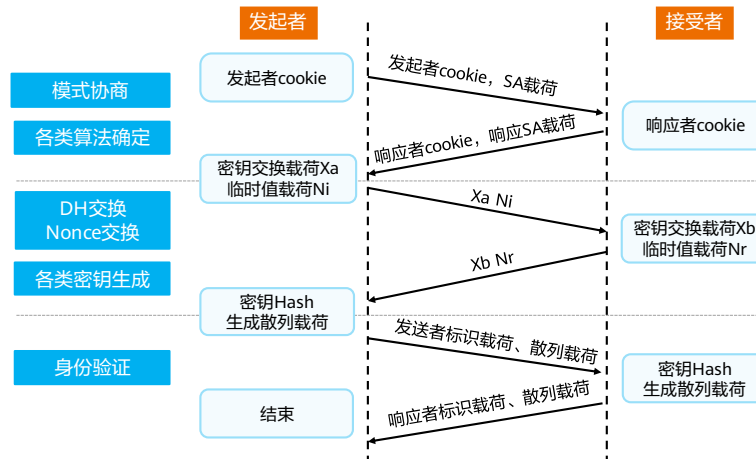 发起者
接受者
发起者cookie
模式协商
发起者cookie，SA载荷
各类算法确定
响应者cookie
响应者cookie，响应SA载荷
密钥交换载荷Xa
临时值载荷Ni
DH交换
Nonce交换
Xa Ni
密钥交换载荷Xb
临时值载荷Nr
各类密钥生成
Xb Nr
密钥Hash
生成散列载荷
发送者标识载荷、散列载荷
身份验证
密钥Hash
生成散列载荷
结束
响应者标识载荷、散列载荷